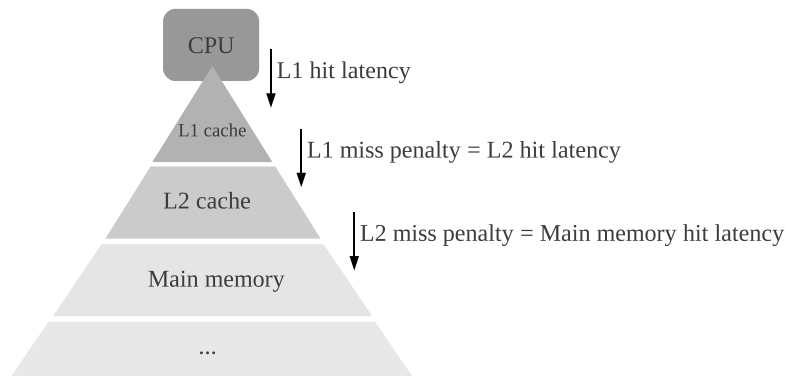 CPU
L1 hit latency
L1 cache
L1 miss penalty = L2 hit latency
L2 cache
L2 miss penalty = Main memory hit latency
Main memory
...